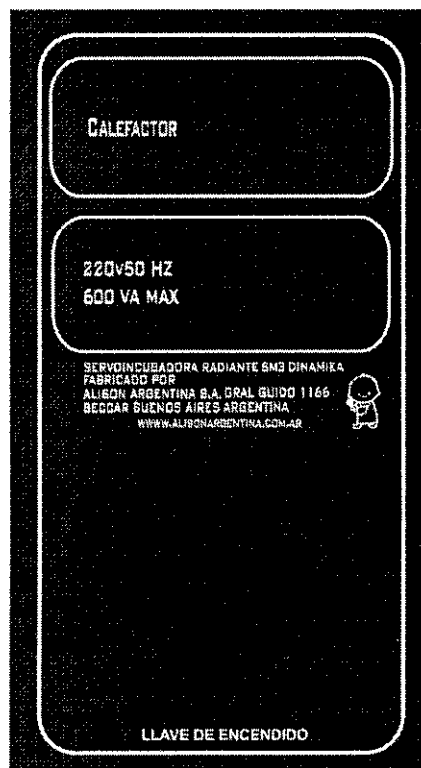 CALEFACTOR
220V50 HZ
600 VA MAX
SERVOINCUBADORA RADIANTE SM3 DINAMIKA
FABRICADO POR
ALISON ARGENTINA S.A. GRAL GUIDO 1166
BECCAR BUENOS AIRES ARGENTINA
WWW.ALISONARGENTINA.COM.AR
LLAVE DE ENCENDIDO